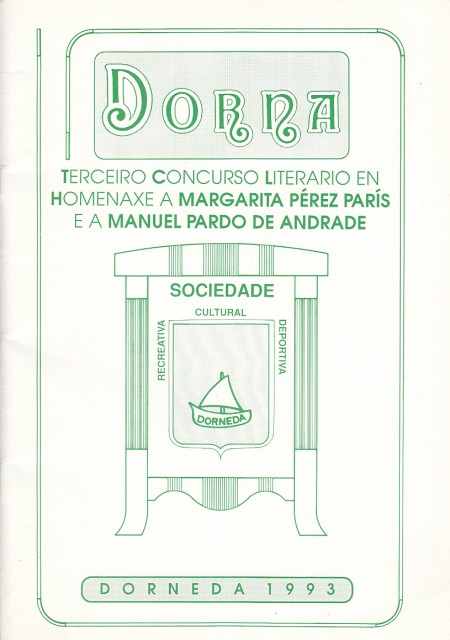 DORNA
TERCEIRO CONCURSO LITERARIO EN
HOMENAXE A MARGARITA PÉREZ PARÍS
E A MANUEL PARDO DE ANDRADE
SOCIEDADE
CULTURAL
RECREATIVA
DEPORTIVA
DORNEDA
DORNEDA 1993